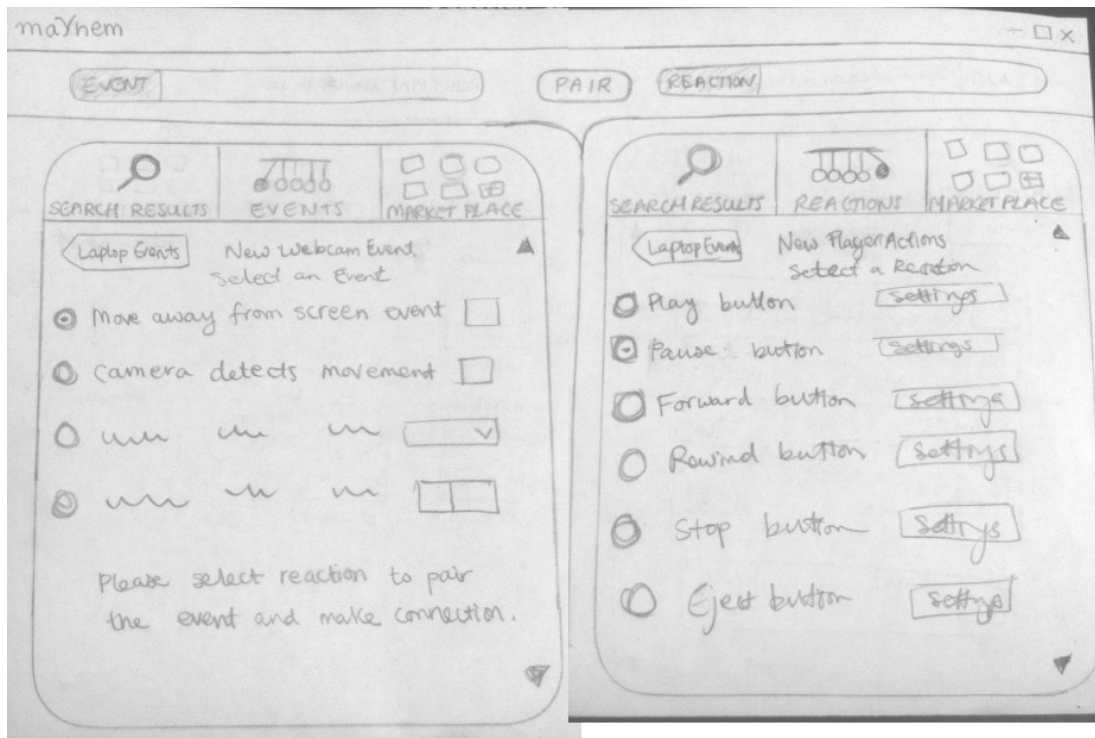 maYhem
EVENT PAIR REACTION
SEARCH RESULTS EVENTS MARKET PLACE
Laptop Events New Webcam Event
Select an Event
Move away from screen event
camera detects movement
Please select reaction to pair
the event and make connection.
SEARCH RESULTS REACTIONS MARKET PLACE
Laptop Event New Player Actions
Select a Reaction
Play button Settings
Pause button Settings
Forward button Settings
Rewind button Settings
Stop button Settings
Eject button Settings